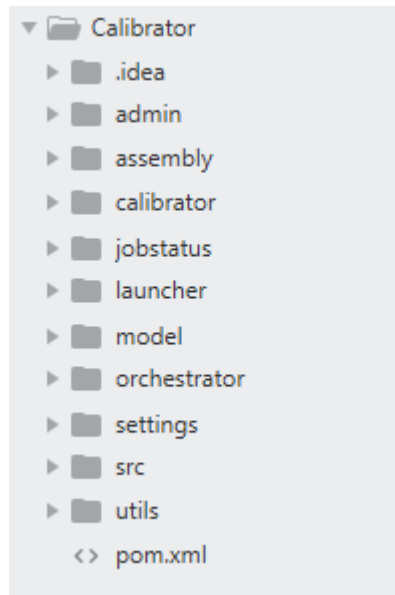 Calibrator
.idea
admin
assembly
calibrator
jobstatus
launcher
model
orchestrator
settings
src
utils
<> pom.xml